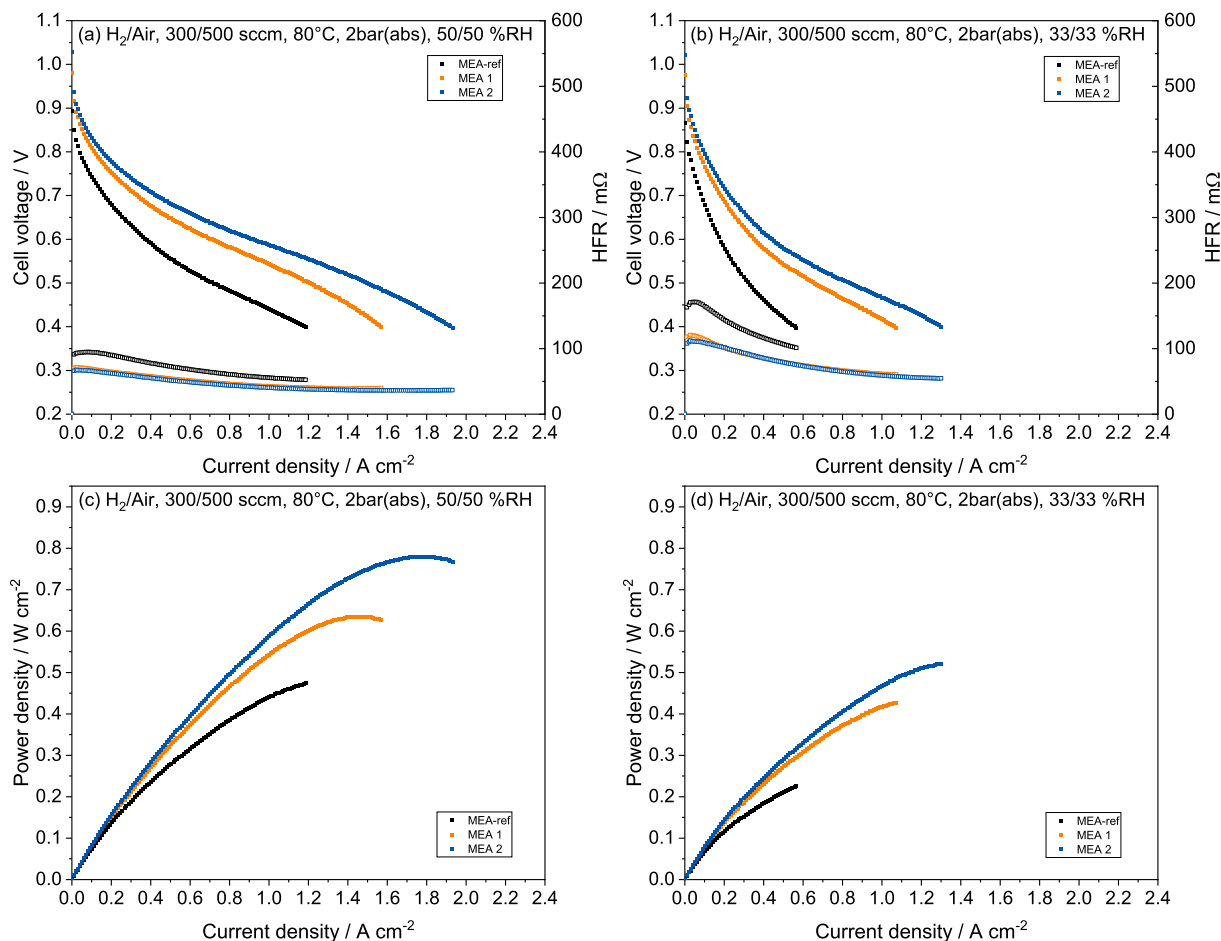 (a) H₂/Air, 300/500 sccm, 80°C, 2bar(abs), 50/50 %RH
MEA-ref
MEA 1
MEA 2
Cell voltage / V
1.1
1.0
0.9
0.8
0.7
0.6
0.5
0.4
0.3
0.2
HFR / mΩ
600
500
400
300
200
100
0
0.0 0.2 0.4 0.6 0.8 1.0 1.2 1.4 1.6 1.8 2.0 2.2 2.4
Current density / A cm⁻²
(b) H₂/Air, 300/500 sccm, 80°C, 2bar(abs), 33/33 %RH
MEA-ref
MEA 1
MEA 2
Cell voltage / V
1.1
1.0
0.9
0.8
0.7
0.6
0.5
0.4
0.3
0.2
HFR / mΩ
600
500
400
300
200
100
0
0.0 0.2 0.4 0.6 0.8 1.0 1.2 1.4 1.6 1.8 2.0 2.2 2.4
Current density / A cm⁻²
(c) H₂/Air, 300/500 sccm, 80°C, 2bar(abs), 50/50 %RH
Power density / W cm⁻²
0.9
0.8
0.7
0.6
0.5
0.4
0.3
0.2
0.1
0.0
MEA-ref
MEA 1
MEA 2
0.0 0.2 0.4 0.6 0.8 1.0 1.2 1.4 1.6 1.8 2.0 2.2 2.4
Current density / A cm⁻²
(d) H₂/Air, 300/500 sccm, 80°C, 2bar(abs), 33/33 %RH
Power density / W cm⁻²
0.9
0.8
0.7
0.6
0.5
0.4
0.3
0.2
0.1
0.0
MEA-ref
MEA 1
MEA 2
0.0 0.2 0.4 0.6 0.8 1.0 1.2 1.4 1.6 1.8 2.0 2.2 2.4
Current density / A cm⁻²